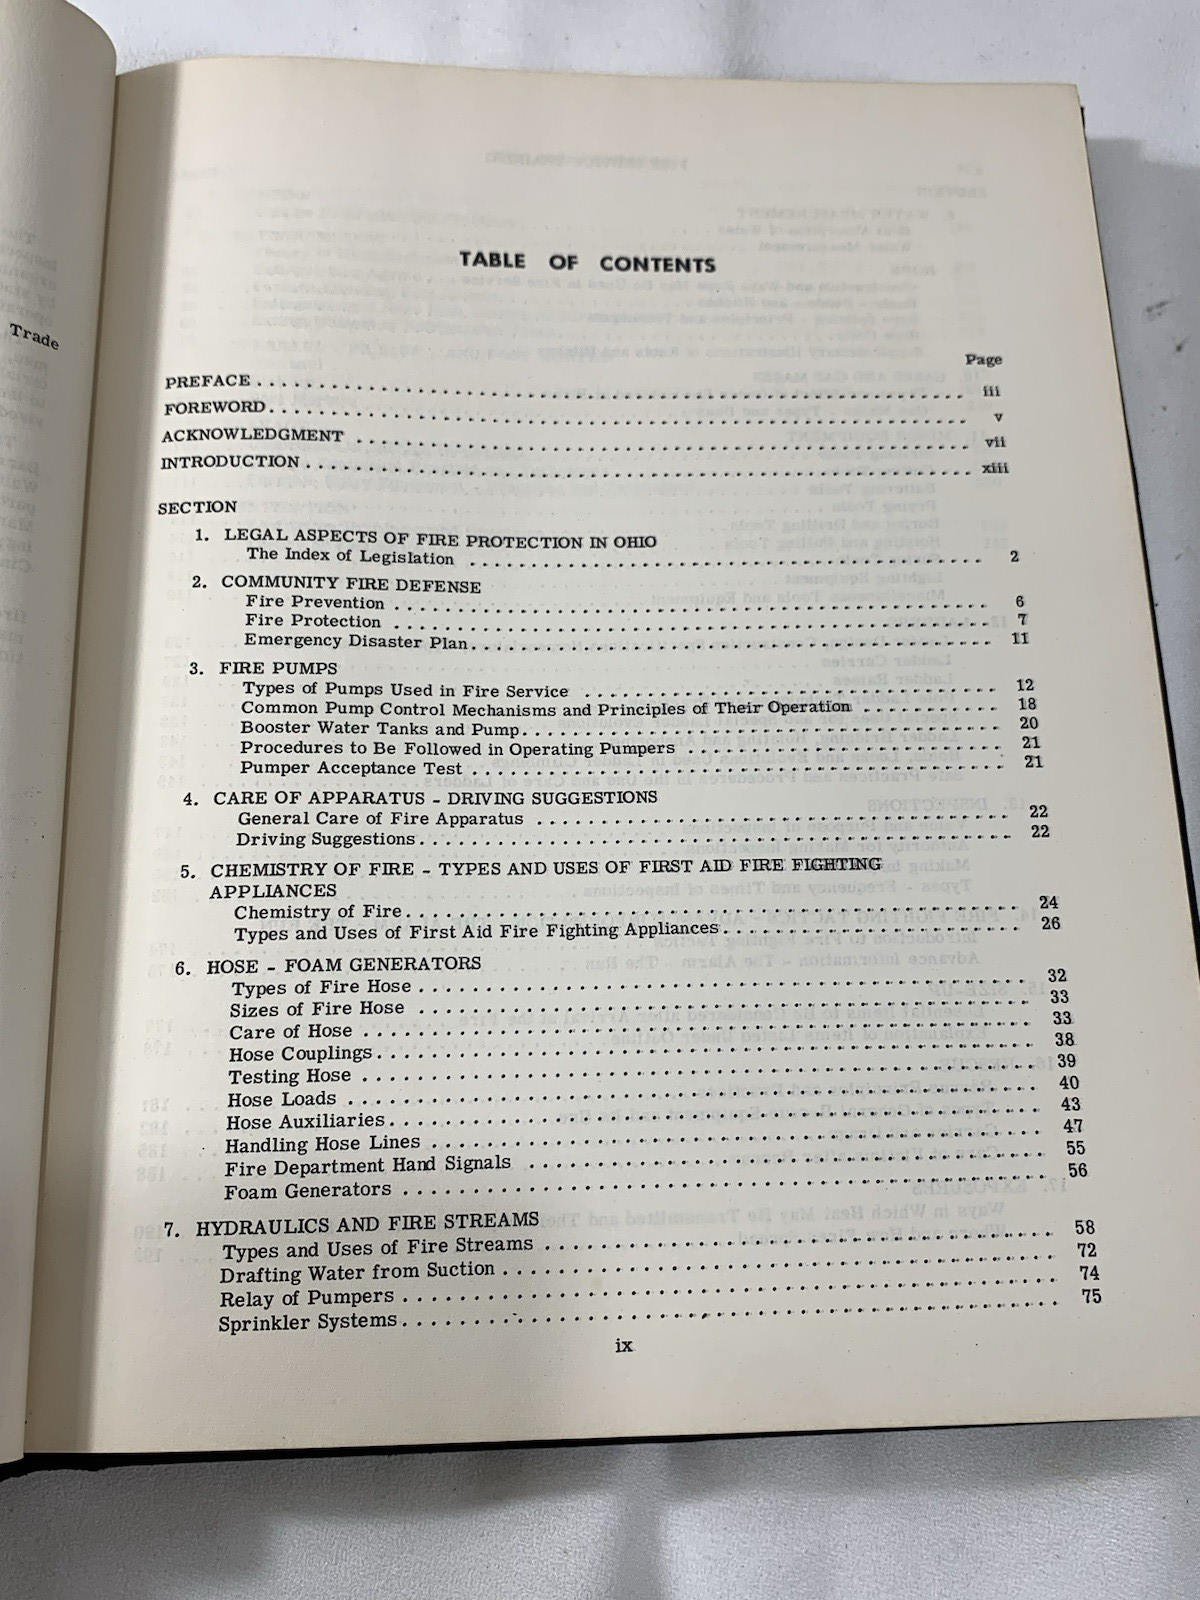 Trade
TABLE OF CONTENTS
Page
PREFACE . . . . . . . . . . . . . . . . . . . . iii
FOREWORD. . . . . . . . . . . . . . . . . . . . v
ACKNOWLEDGMENT . . . . . . . . . . . . . . . . . . . . vii
INTRODUCTION . . . . . . . . . . . . . . . . . . . . xiii
SECTION
1. LEGAL ASPECTS OF FIRE PROTECTION IN OHIO
The Index of Legislation . . . . . . . . . . . . . . . . . . . . 2
2. COMMUNITY FIRE DEFENSE
Fire Prevention . . . . . . . . . . . . . . . . . . . . 6
Fire Protection . . . . . . . . . . . . . . . . . . . . 7
Emergency Disaster Plan. . . . . . . . . . . . . . . . . . . . 11
3. FIRE PUMPS
Types of Pumps Used in Fire Service . . . . . . . . . . . . . . . . . . . . 12
Common Pump Control Mechanisms and Principles of Their Operation . . . . . . . . . . 18
Booster Water Tanks and Pump. . . . . . . . . . . . . . . . . . . . 20
Procedures to Be Followed in Operating Pumpers . . . . . . . . . . . . . . . . . . . . 21
Pumper Acceptance Test . . . . . . . . . . . . . . . . . . . . 21
4. CARE OF APPARATUS - DRIVING SUGGESTIONS
General Care of Fire Apparatus . . . . . . . . . . . . . . . . . . . . 22
Driving Suggestions. . . . . . . . . . . . . . . . . . . . 22
5. CHEMISTRY OF FIRE - TYPES AND USES OF FIRST AID FIRE FIGHTING
APPLIANCES
Chemistry of Fire. . . . . . . . . . . . . . . . . . . . 24
Types and Uses of First Aid Fire Fighting Appliances. . . . . . . . . . . . . . . . . . . . 26
6. HOSE - FOAM GENERATORS
Types of Fire Hose . . . . . . . . . . . . . . . . . . . . 32
Sizes of Fire Hose . . . . . . . . . . . . . . . . . . . . 33
Care of Hose . . . . . . . . . . . . . . . . . . . . 33
Hose Couplings. . . . . . . . . . . . . . . . . . . . 38
Testing Hose . . . . . . . . . . . . . . . . . . . . 39
Hose Loads . . . . . . . . . . . . . . . . . . . . 40
Hose Auxiliaries. . . . . . . . . . . . . . . . . . . . 43
Handling Hose Lines . . . . . . . . . . . . . . . . . . . . 47
Fire Department Hand Signals . . . . . . . . . . . . . . . . . . . . 55
Foam Generators . . . . . . . . . . . . . . . . . . . . 56
7. HYDRAULICS AND FIRE STREAMS
Types and Uses of Fire Streams . . . . . . . . . . . . . . . . . . . . 58
Drafting Water from Suction . . . . . . . . . . . . . . . . . . . . 72
Relay of Pumpers . . . . . . . . . . . . . . . . . . . . 74
Sprinkler Systems. . . . . . . . . . . . . . . . . . . . 75
ix